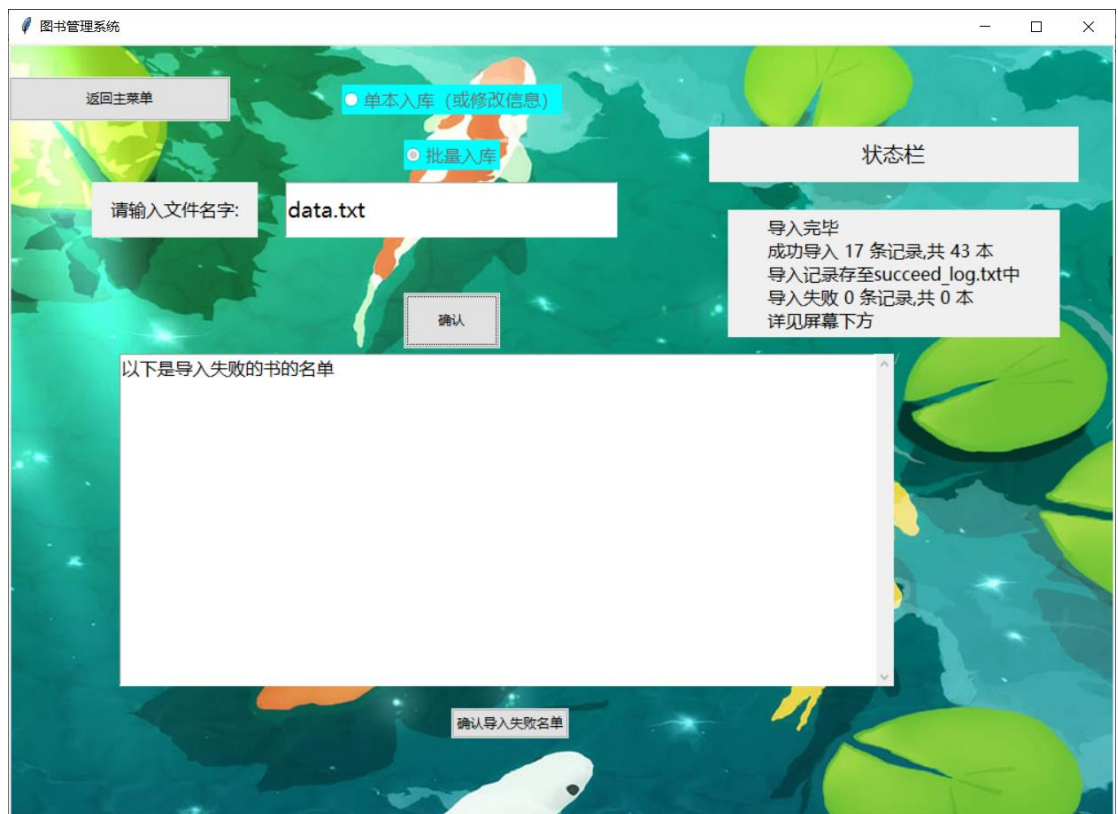 图书管理系统
返回主菜单
单本入库（或修改信息）
批量入库
状态栏
请输入文件名字:
data.txt
导入完毕
成功导入 17 条记录,共 43 本
导入记录存至succeed_log.txt中
导入失败 0 条记录,共 0 本
详见屏幕下方
确认
以下是导入失败的书的名单
确认导入失败名单